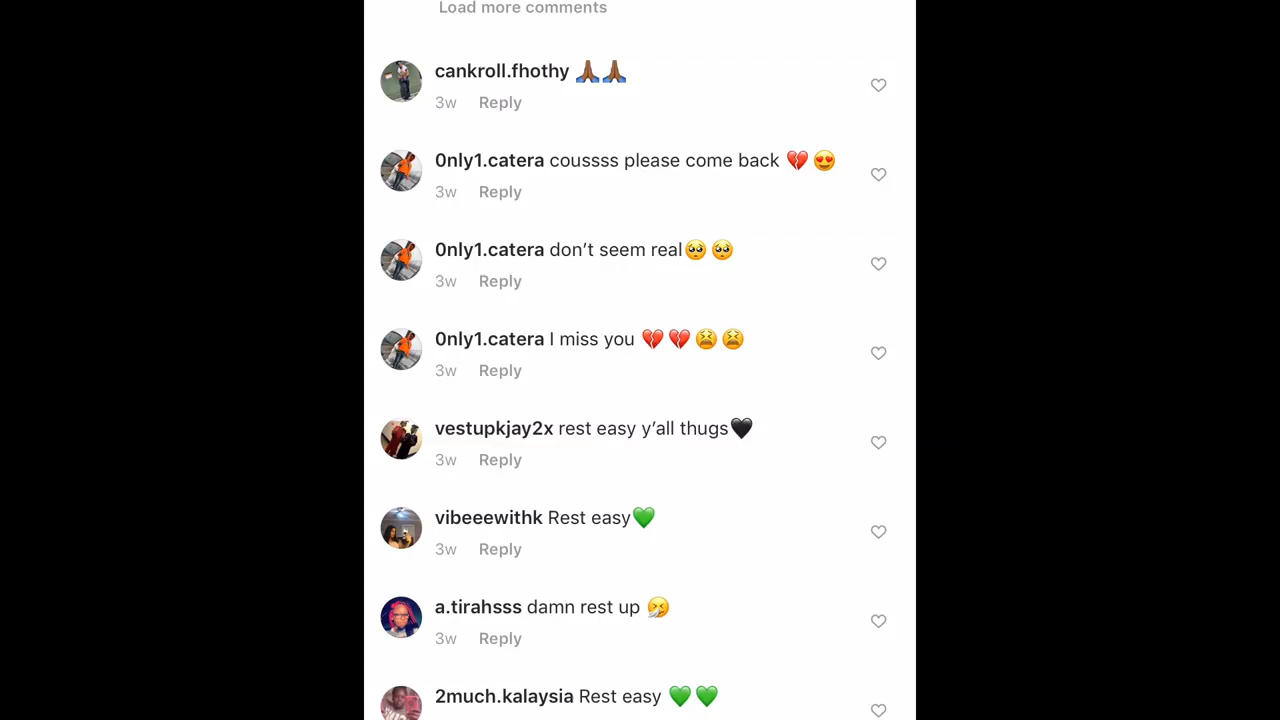 Load more comments
cankroll.fhothy 🙏🏾🙏🏾
3w Reply
0nly1.catera coussss please come back 💔 😍
3w Reply
0nly1.catera don’t seem real🥺 🥺
3w Reply
0nly1.catera I miss you 💔 💔 😫 😫
3w Reply
vestupkjay2x rest easy y’all thugs🖤
3w Reply
vibeeewithk Rest easy💚
3w Reply
a.tirahsss damn rest up 🤧
3w Reply
2much.kalaysia Rest easy 💚 💚